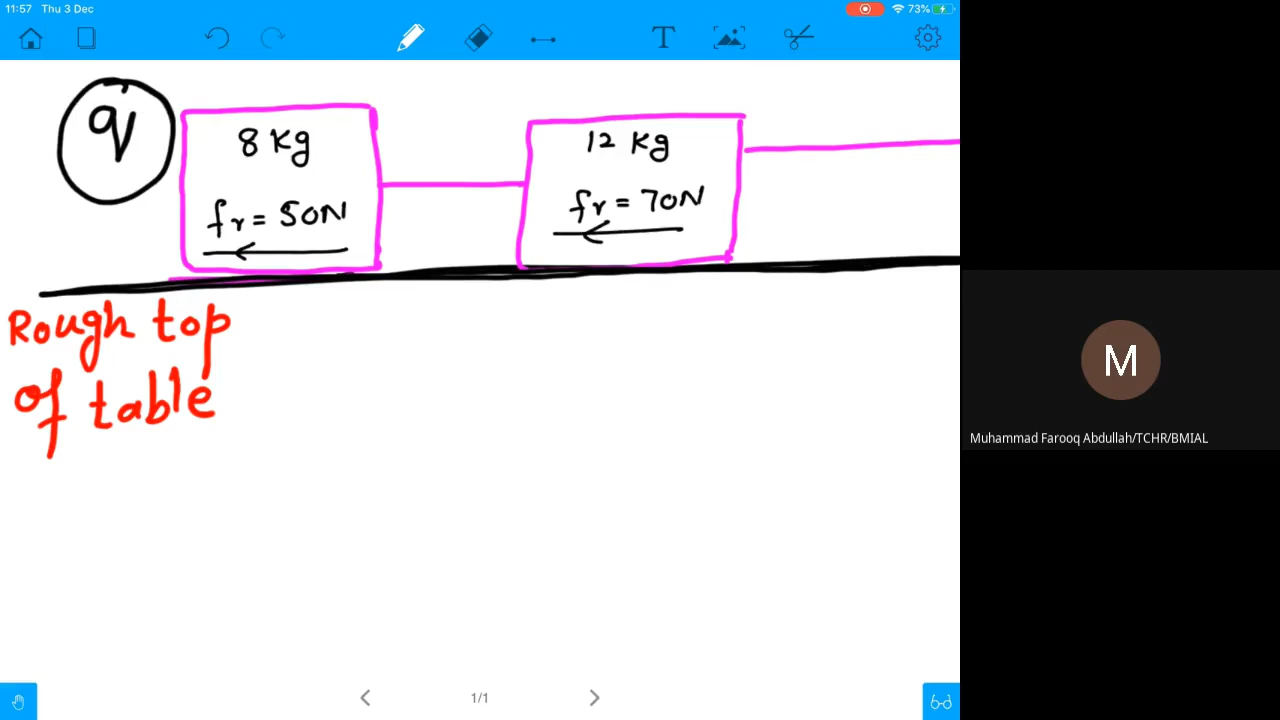 11:57 Thu 3 Dec
73%
T
q
8 Kg
fr = 50N
12 Kg
fr = 70N
Rough top
of table
M
Muhammad Farooq Abdullah/TCHR/BMIAL
1/1